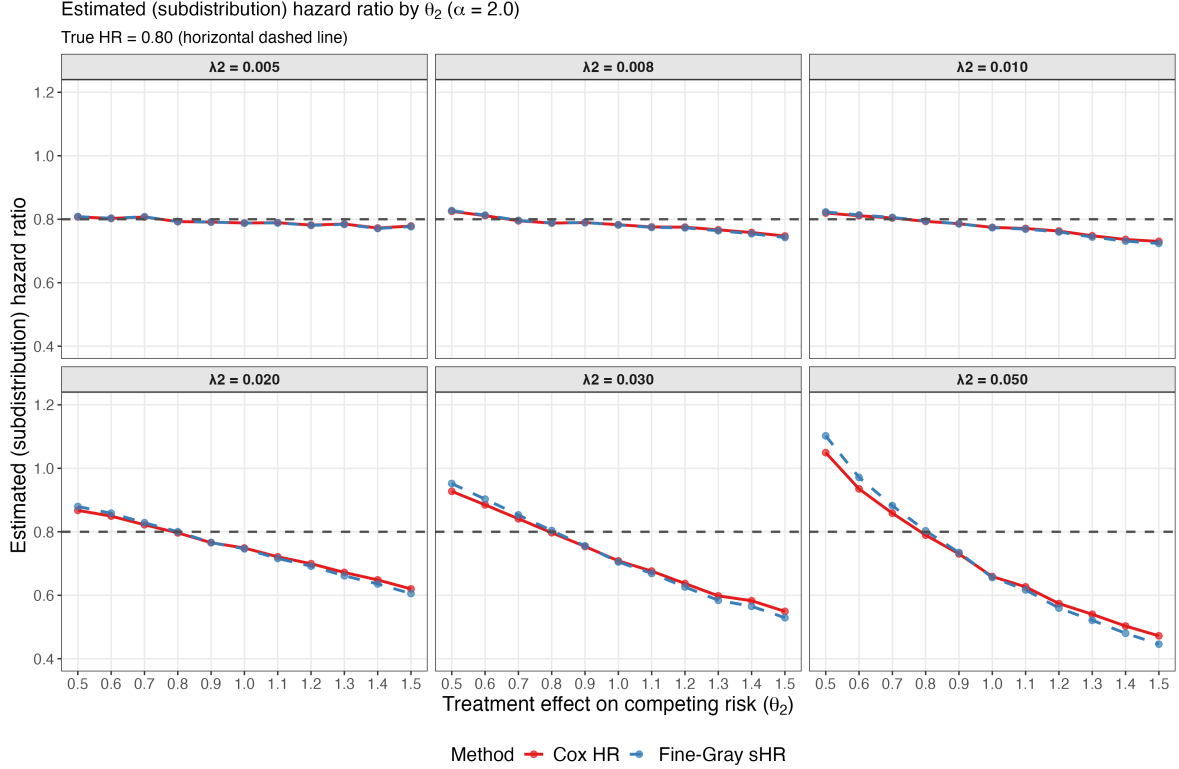 Estimated (subdistribution) hazard ratio by θ₂ (α = 2.0)
True HR = 0.80 (horizontal dashed line)
λ2 = 0.005
λ2 = 0.008
λ2 = 0.010
1.2
1.0
0.8
0.6
0.4
λ2 = 0.020
λ2 = 0.030
λ2 = 0.050
1.2
1.0
0.8
0.6
0.4
Estimated (subdistribution) hazard ratio
0.5 0.6 0.7 0.8 0.9 1.0 1.1 1.2 1.3 1.4 1.5
0.5 0.6 0.7 0.8 0.9 1.0 1.1 1.2 1.3 1.4 1.5
0.5 0.6 0.7 0.8 0.9 1.0 1.1 1.2 1.3 1.4 1.5
Treatment effect on competing risk (θ₂)
Method Cox HR Fine-Gray sHR